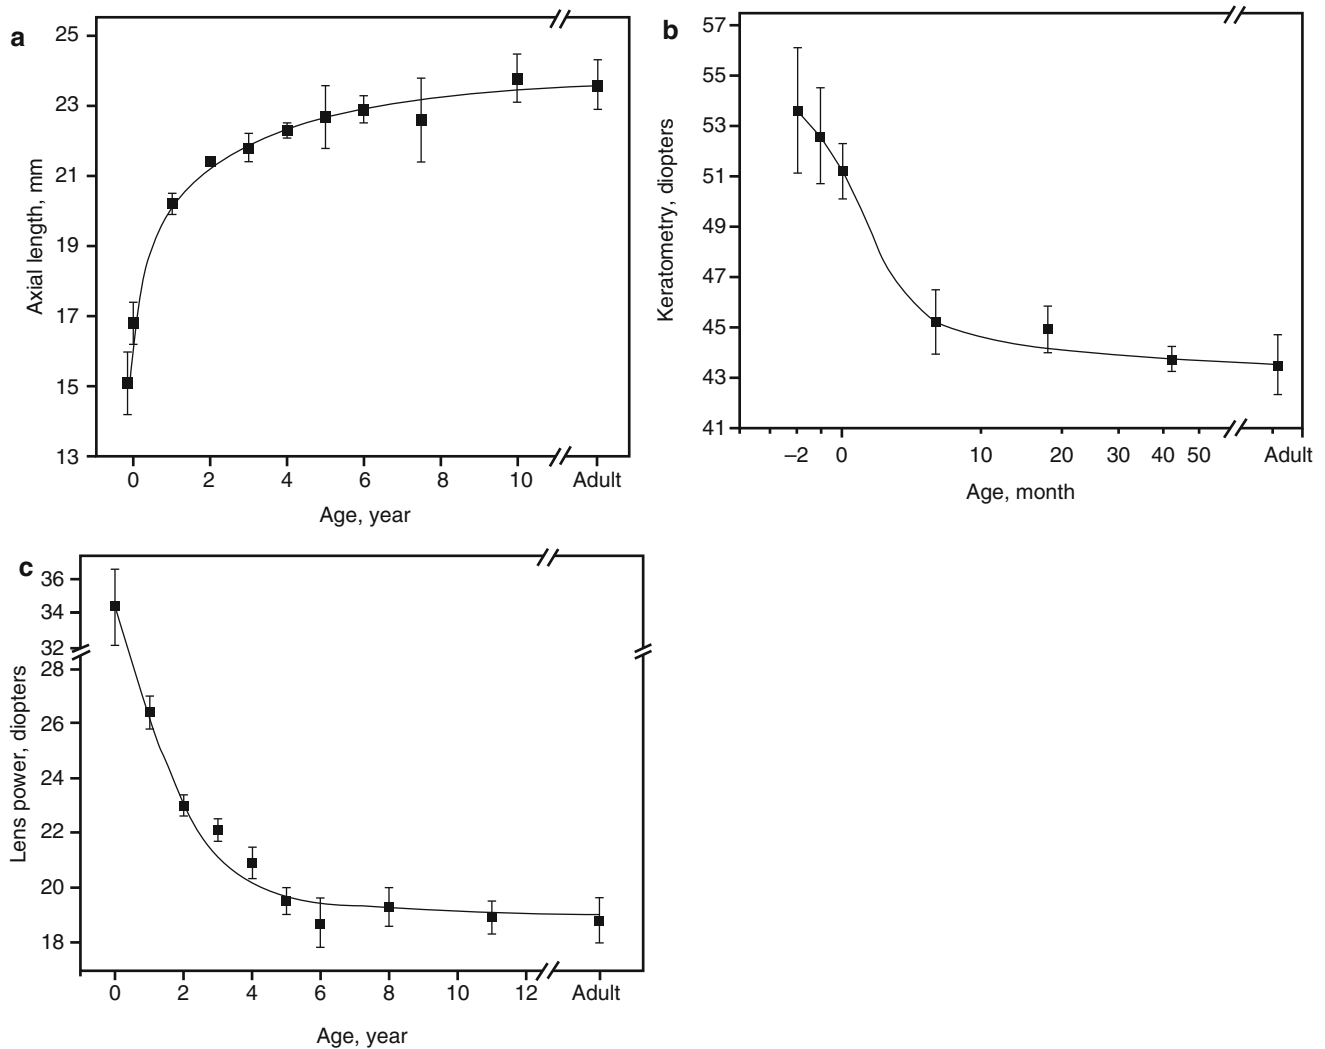 a
25
23
21
19
17
15
13
Axial length, mm
0 2 4 6 8 10 Adult
Age, year
b
57
55
53
51
49
47
45
43
41
Keratometry, diopters
–2 0 10 20 30 40 50 Adult
Age, month
c
36
34
32
28
26
24
22
20
18
Lens power, diopters
0 2 4 6 8 10 12 Adult
Age, year